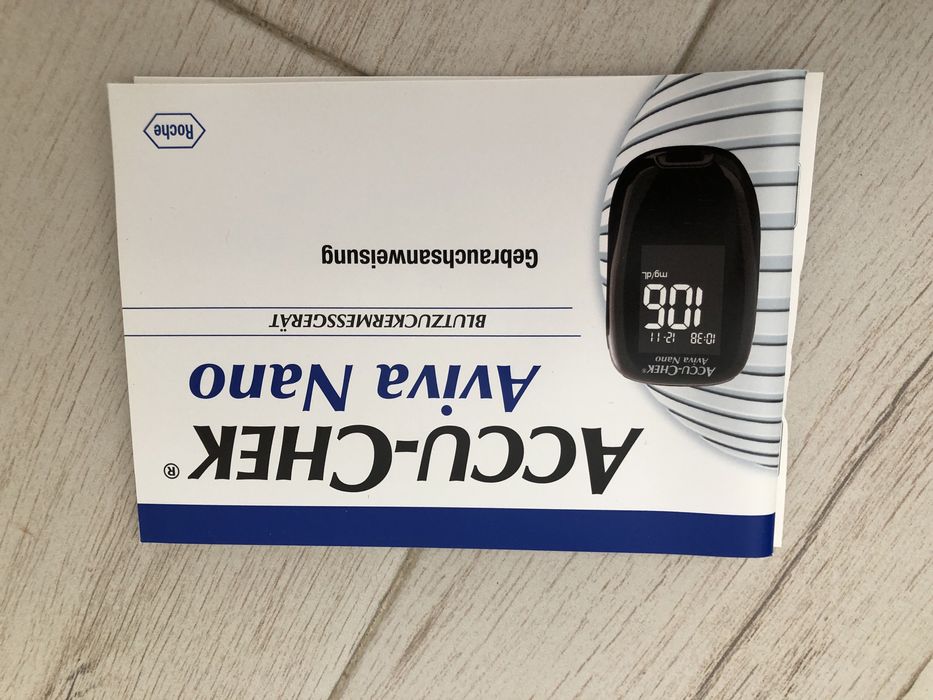 ACCU-CHEK®
Aviva Nano
BLUTZUCKERMESSGERÄT
Gebrauchsanweisung
ACCU-CHEK®
Aviva Nano
10:38 12-11
106
mg/dL
Roche